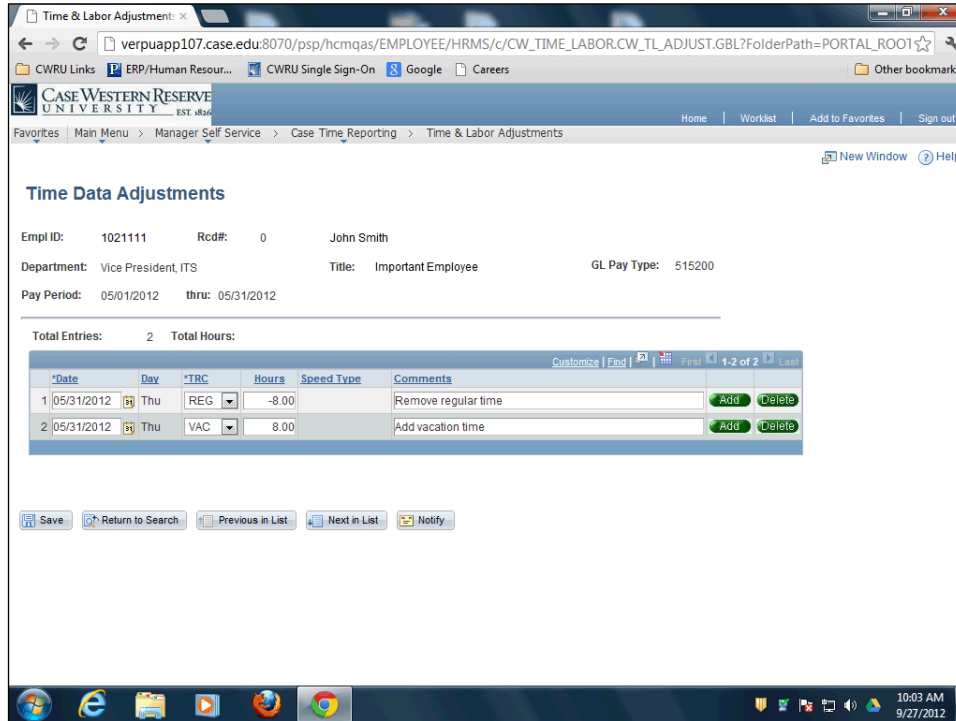 Time & Labor Adjustment: ×
verpuapp107.case.edu:8070/psp/hcmqas/EMPLOYEE/HRMS/c/CW_TIME_LABOR.CW_TL_ADJUST.GBL?FolderPath=PORTAL_ROOT
CWRU Links ERP/Human Resour... CWRU Single Sign-On Google Careers Other bookmark
CASE WESTERN RESERVE
UNIVERSITY EST. 1826
Home | Worklist | Add to Favorites | Sign out
Favorites Main Menu > Manager Self Service > Case Time Reporting > Time & Labor Adjustments
New Window ? Help
Time Data Adjustments
Empl ID: 1021111 Rcd#: 0 John Smith
Department: Vice President, ITS Title: Important Employee GL Pay Type: 515200
Pay Period: 05/01/2012 thru: 05/31/2012
Total Entries: 2 Total Hours:
Customize | Find | | First 1-2 of 2 Last
*Date Day *TRC Hours Speed Type Comments
1 05/31/2012 31 Thu REG -8.00 Remove regular time Add Delete
2 05/31/2012 31 Thu VAC 8.00 Add vacation time Add Delete
Save Return to Search Previous in List Next in List Notify
10:03 AM
9/27/2012